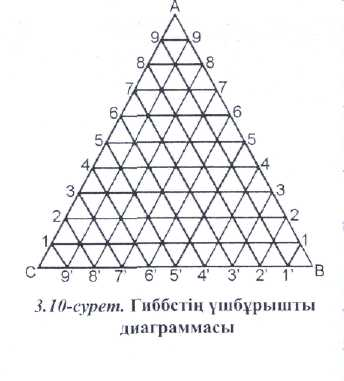 A
9 9
8 8
7 7
6 6
5 5
4 4
3 3
2 2
1 1
C 9' 8' 7' 6' 5' 4' 3' 2' 1' B
3.10-сурет. Гиббстің үшбұрышты
диаграммасы